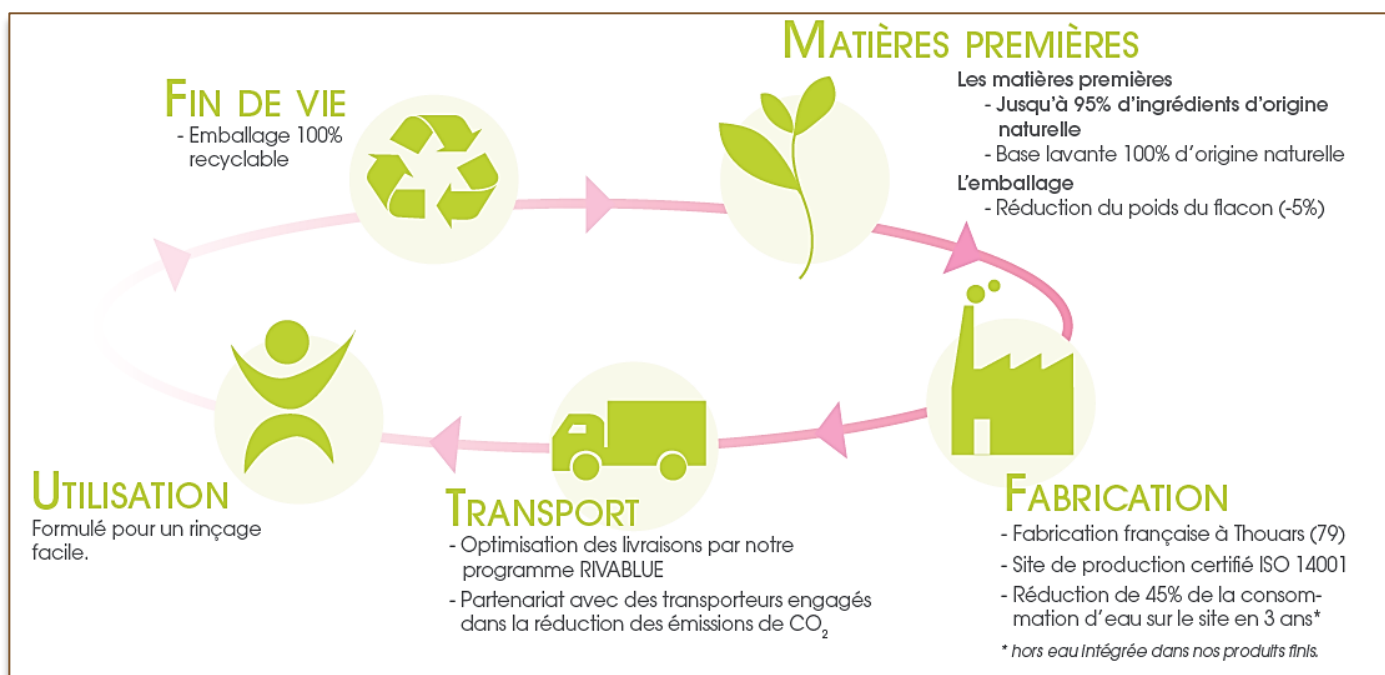 MATIÈRES PREMIÈRES
Les matières premières
- Jusqu'à 95% d'ingrédients d'origine
naturelle
- Base lavante 100% d'origine naturelle
L'emballage
- Réduction du poids du flacon (-5%)
FABRICATION
- Fabrication française à Thouars (79)
- Site de production certifié ISO 14001
- Réduction de 45% de la consom-
mation d'eau sur le site en 3 ans*
* hors eau intégrée dans nos produits finis.
TRANSPORT
- Optimisation des livraisons par notre
programme RIVABLUE
- Partenariat avec des transporteurs engagés
dans la réduction des émissions de CO₂
UTILISATION
Formulé pour un rinçage
facile.
FIN DE VIE
- Emballage 100%
recyclable